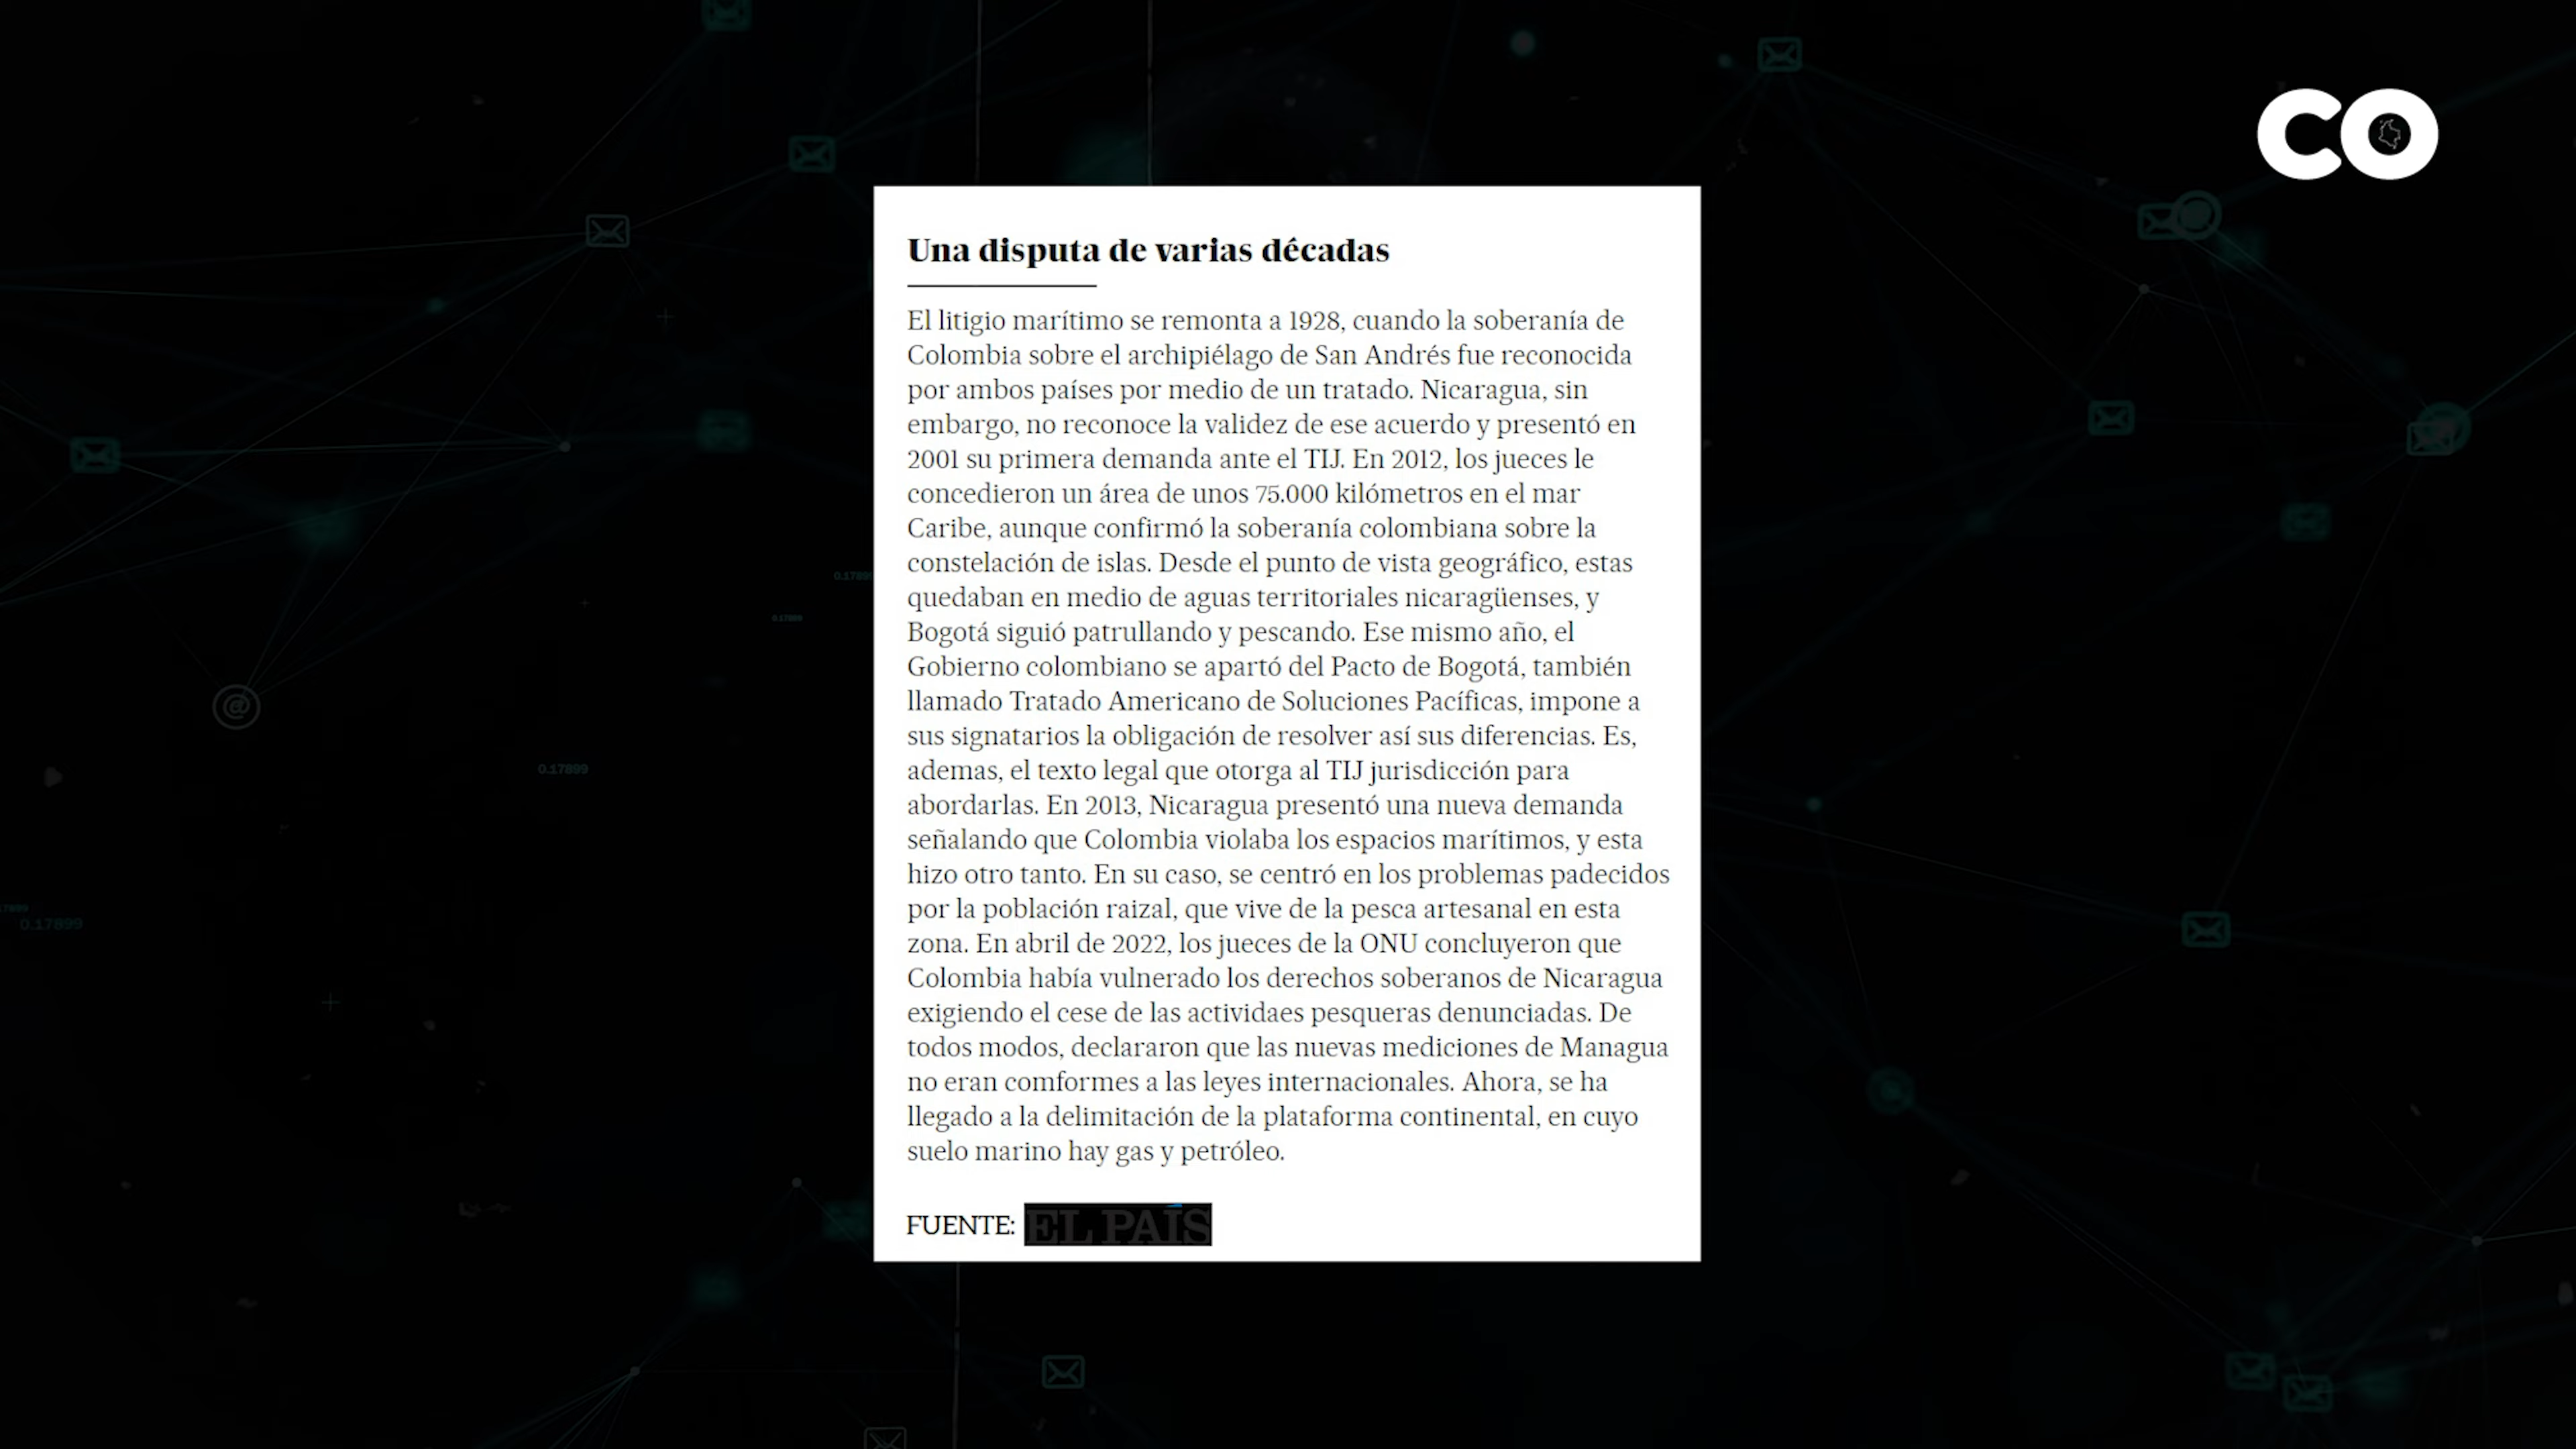 CO
Una disputa de varias décadas
El litigio marítimo se remonta a 1928, cuando la soberanía de
Colombia sobre el archipiélago de San Andrés fue reconocida
por ambos países por medio de un tratado. Nicaragua, sin
embargo, no reconoce la validez de ese acuerdo y presentó en
2001 su primera demanda ante el TIJ. En 2012, los jueces le
concedieron un área de unos 75.000 kilómetros en el mar
Caribe, aunque confirmó la soberanía colombiana sobre la
constelación de islas. Desde el punto de vista geográfico, estas
quedaban en medio de aguas territoriales nicaragüenses, y
Bogotá siguió patrullando y pescando. Ese mismo año, el
Gobierno colombiano se apartó del Pacto de Bogotá, también
llamado Tratado Americano de Soluciones Pacíficas, impone a
sus signatarios la obligación de resolver así sus diferencias. Es,
ademas, el texto legal que otorga al TIJ jurisdicción para
abordarlas. En 2013, Nicaragua presentó una nueva demanda
señalando que Colombia violaba los espacios marítimos, y esta
hizo otro tanto. En su caso, se centró en los problemas padecidos
por la población raizal, que vive de la pesca artesanal en esta
zona. En abril de 2022, los jueces de la ONU concluyeron que
Colombia había vulnerado los derechos soberanos de Nicaragua
exigiendo el cese de las actividaes pesqueras denunciadas. De
todos modos, declararon que las nuevas mediciones de Managua
no eran comformes a las leyes internacionales. Ahora, se ha
llegado a la delimitación de la plataforma continental, en cuyo
suelo marino hay gas y petróleo.
FUENTE: EL PAÍS
0.17899
0.17899
0.17899
0.17899